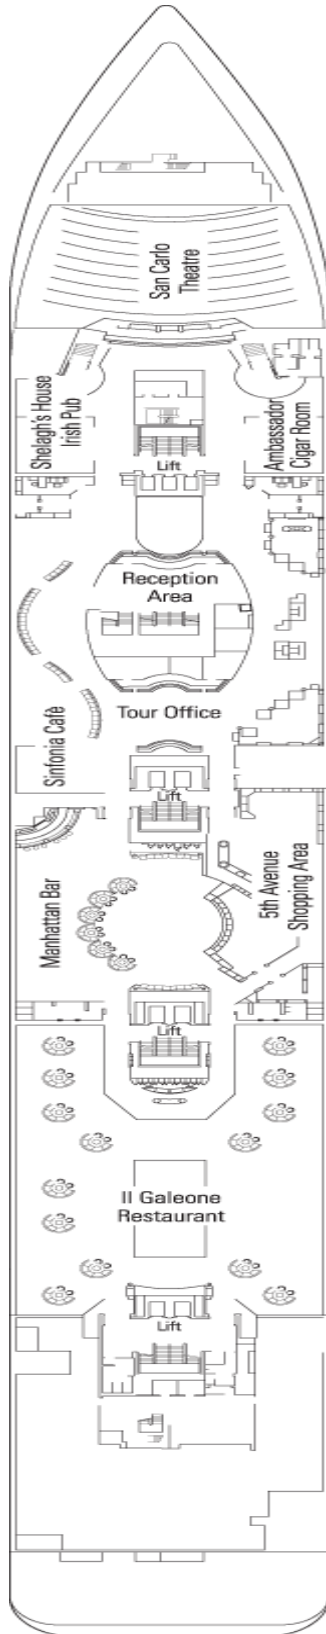 San Carlo
Theatre
Shelagh's House
Irish Pub
Ambassador
Cigar Room
Lift
Reception
Area
Tour Office
Sinfonia Cafè
Lift
Manhattan Bar
5th Avenue
Shopping Area
Lift
Il Galeone
Restaurant
Lift